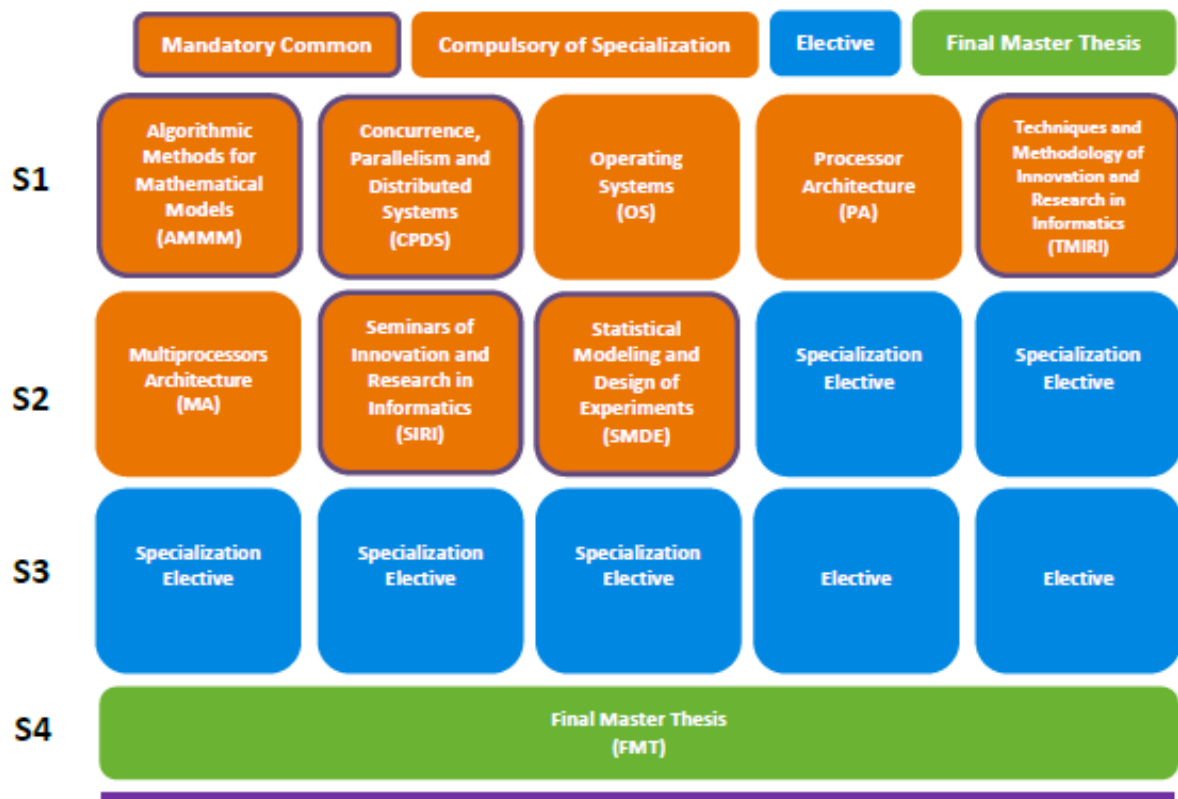 Mandatory Common
Compulsory of Specialization
Elective
Final Master Thesis
S1
Algorithmic
Methods for
Mathematical
Models
(AMMM)
Concurrence,
Parallelism and
Distributed
Systems
(CPDS)
Operating
Systems
(OS)
Processor
Architecture
(PA)
Techniques and
Methodology of
Innovation and
Research in
Informatics
(TMIRI)
S2
Multiprocessors
Architecture
(MA)
Seminars of
Innovation and
Research in
Informatics
(SIRI)
Statistical
Modeling and
Design of
Experiments
(SMDE)
Specialization
Elective
Specialization
Elective
S3
Specialization
Elective
Specialization
Elective
Specialization
Elective
Elective
Elective
S4
Final Master Thesis
(FMT)